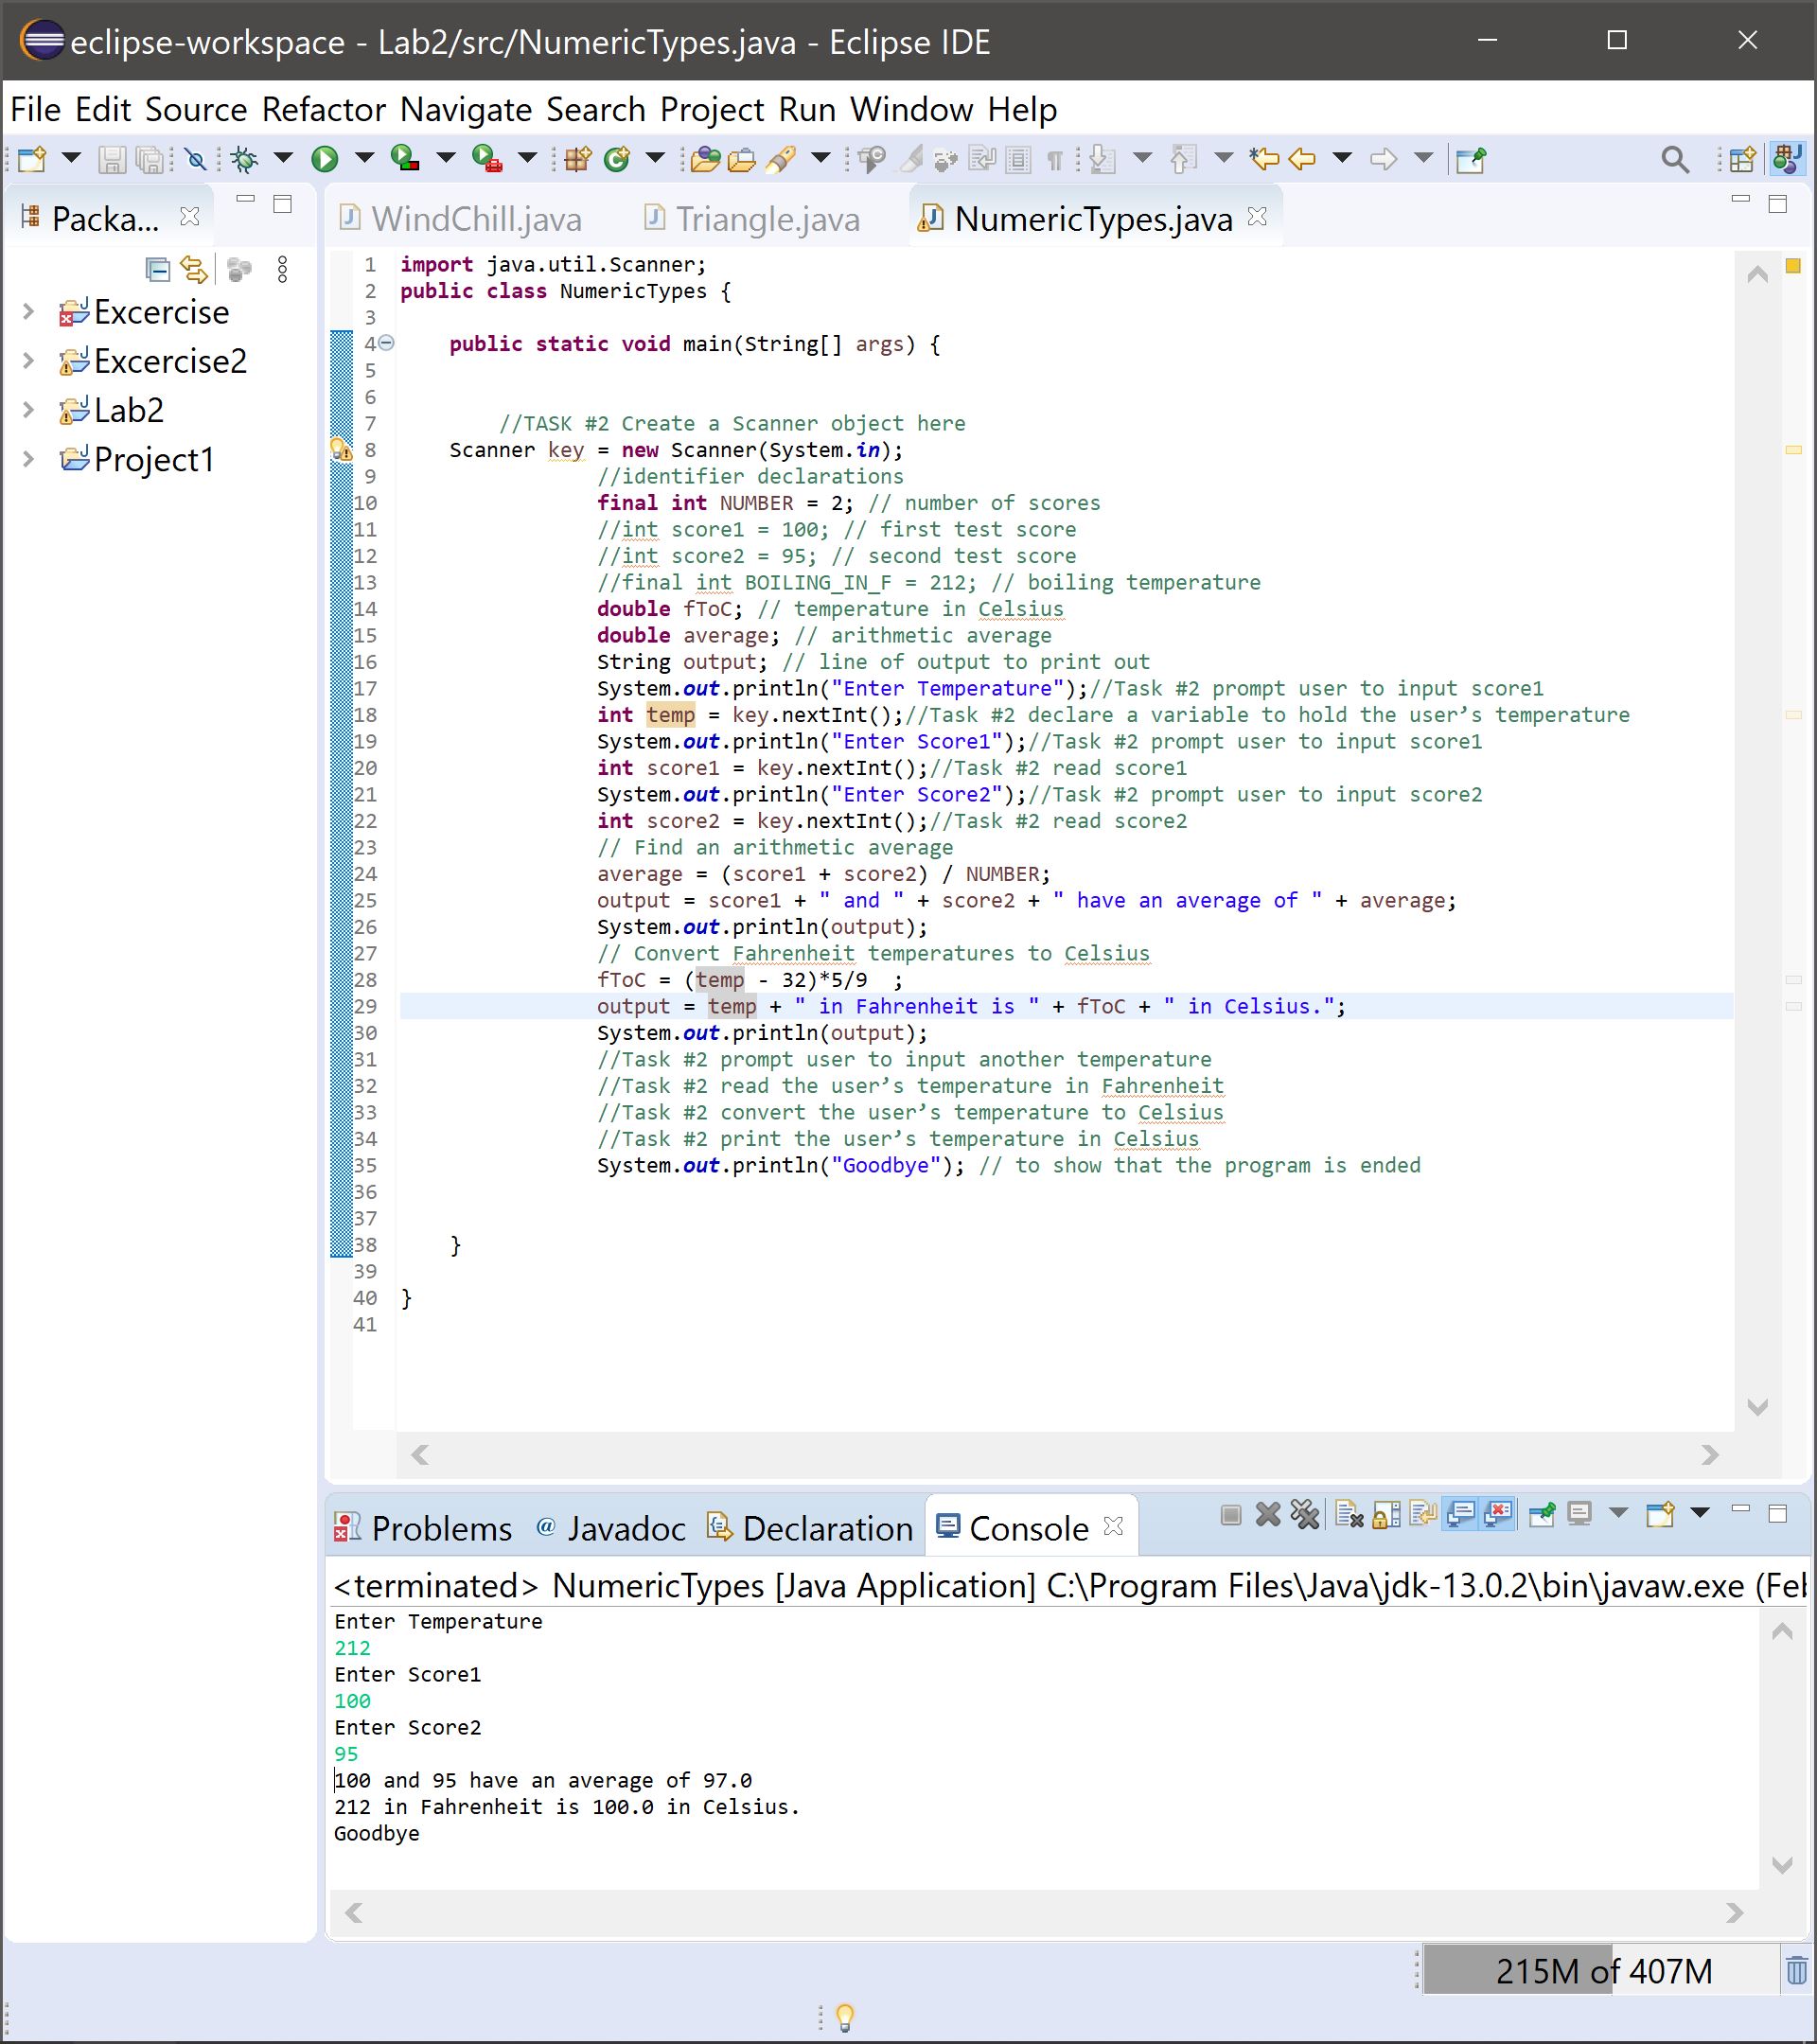 eclipse-workspace - Lab2/src/NumericTypes.java - Eclipse IDE
File Edit Source Refactor Navigate Search Project Run Window Help
Packa...
Excercise
Excercise2
Lab2
Project1
WindChill.java Triangle.java NumericTypes.java
1 import java.util.Scanner;
2 public class NumericTypes {
3
4 public static void main(String[] args) {
5
6
7 //TASK #2 Create a Scanner object here
8 Scanner key = new Scanner(System.in);
9 //identifier declarations
10 final int NUMBER = 2; // number of scores
11 //int score1 = 100; // first test score
12 //int score2 = 95; // second test score
13 //final int BOILING_IN_F = 212; // boiling temperature
14 double fToC; // temperature in Celsius
15 double average; // arithmetic average
16 String output; // line of output to print out
17 System.out.println("Enter Temperature");//Task #2 prompt user to input score1
18 int temp = key.nextInt();//Task #2 declare a variable to hold the user’s temperature
19 System.out.println("Enter Score1");//Task #2 prompt user to input score1
20 int score1 = key.nextInt();//Task #2 read score1
21 System.out.println("Enter Score2");//Task #2 prompt user to input score2
22 int score2 = key.nextInt();//Task #2 read score2
23 // Find an arithmetic average
24 average = (score1 + score2) / NUMBER;
25 output = score1 + " and " + score2 + " have an average of " + average;
26 System.out.println(output);
27 // Convert Fahrenheit temperatures to Celsius
28 fToC = (temp - 32)*5/9  ;
29 output = temp + " in Fahrenheit is " + fToC + " in Celsius.";
30 System.out.println(output);
31 //Task #2 prompt user to input another temperature
32 //Task #2 read the user’s temperature in Fahrenheit
33 //Task #2 convert the user’s temperature to Celsius
34 //Task #2 print the user’s temperature in Celsius
35 System.out.println("Goodbye"); // to show that the program is ended
36
37
38 }
39
40 }
41
Problems @ Javadoc Declaration Console
<terminated> NumericTypes [Java Application] C:\Program Files\Java\jdk-13.0.2\bin\javaw.exe (Feb
Enter Temperature
212
Enter Score1
100
Enter Score2
95
100 and 95 have an average of 97.0
212 in Fahrenheit is 100.0 in Celsius.
Goodbye
215M of 407M